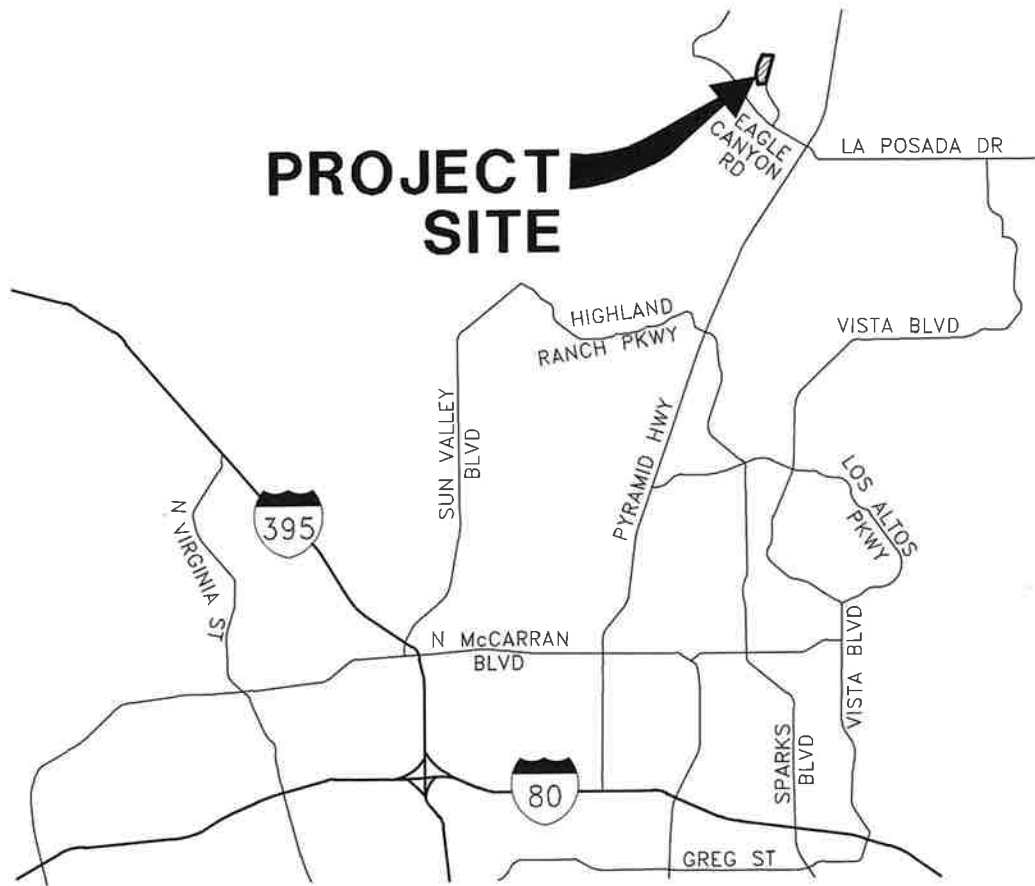 PROJECT
SITE
EAGLE
CANYON
RD
LA POSADA DR
HIGHLAND
RANCH PKWY
VISTA BLVD
SUN VALLEY
BLVD
PYRAMID HWY
LOS ALTOS
PKWY
N VIRGINIA ST
395
N McCARRAN
BLVD
VISTA BLVD
SPARKS
BLVD
80
GREG ST